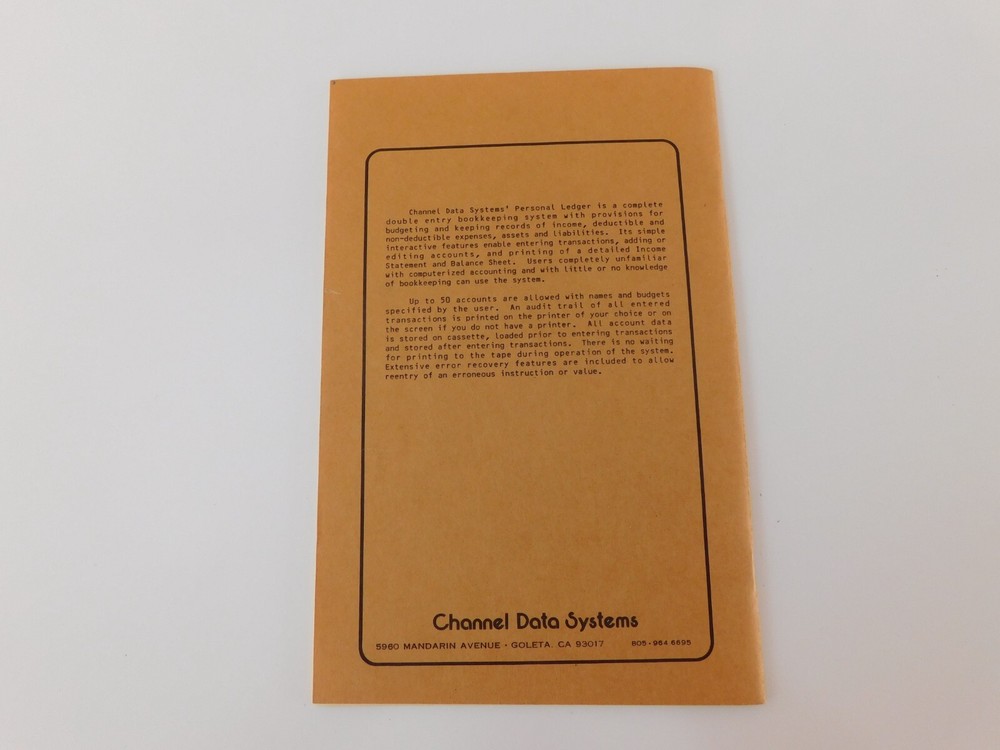 Channel Data Systems' Personal Ledger is a complete
double entry bookkeeping system with provisions for
budgeting and keeping records of income, deductible and
non-deductible expenses, assets and liabilities. Its simple
interactive features enable entering transactions, adding or
editing accounts, and printing of a detailed Income
Statement and Balance Sheet. Users completely unfamiliar
with computerized accounting and with little or no knowledge
of bookkeeping can use the system.
Up to 50 accounts are allowed with names and budgets
specified by the user. An audit trail of all entered
transactions is printed on the printer of your choice or on
the screen if you do not have a printer. All account data
is stored on cassette, loaded prior to entering transactions
and stored after entering transactions. There is no waiting
for printing to the tape during operation of the system.
Extensive error recovery features are included to allow
reentry of an erroneous instruction or value.
Channel Data Systems
5960 MANDARIN AVENUE • GOLETA, CA 93017 805 • 964 6695